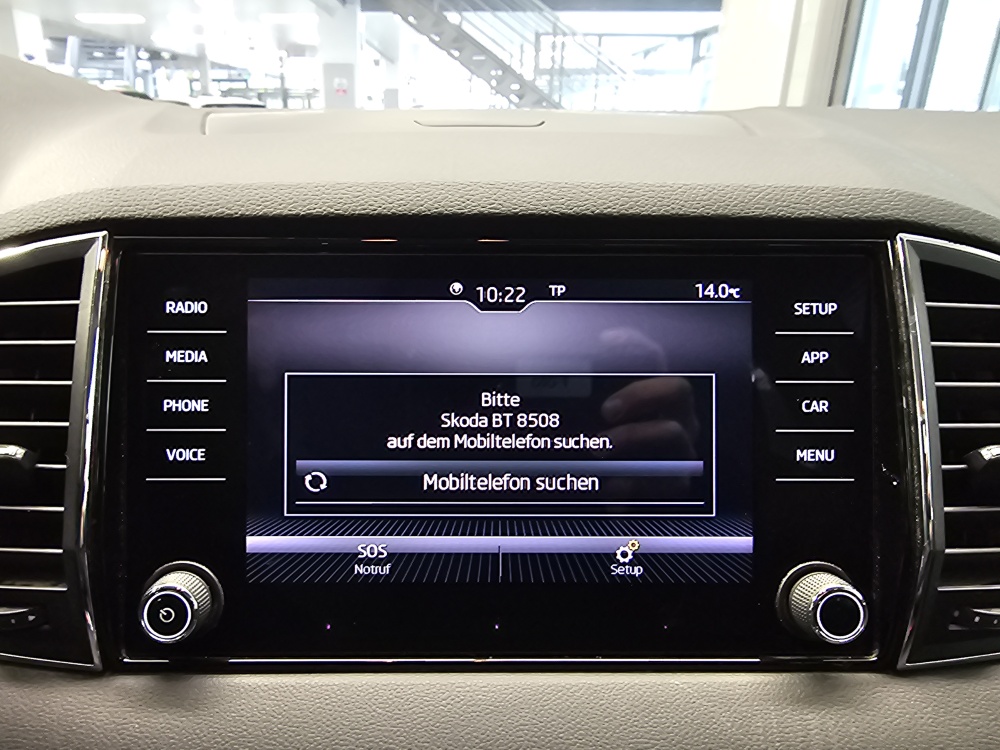 10:22 TP 14.0°C
RADIO
MEDIA
PHONE
VOICE
Bitte
Skoda BT 8508
auf dem Mobiltelefon suchen.
Mobiltelefon suchen
SOS
Notruf
Setup
SETUP
APP
CAR
MENU